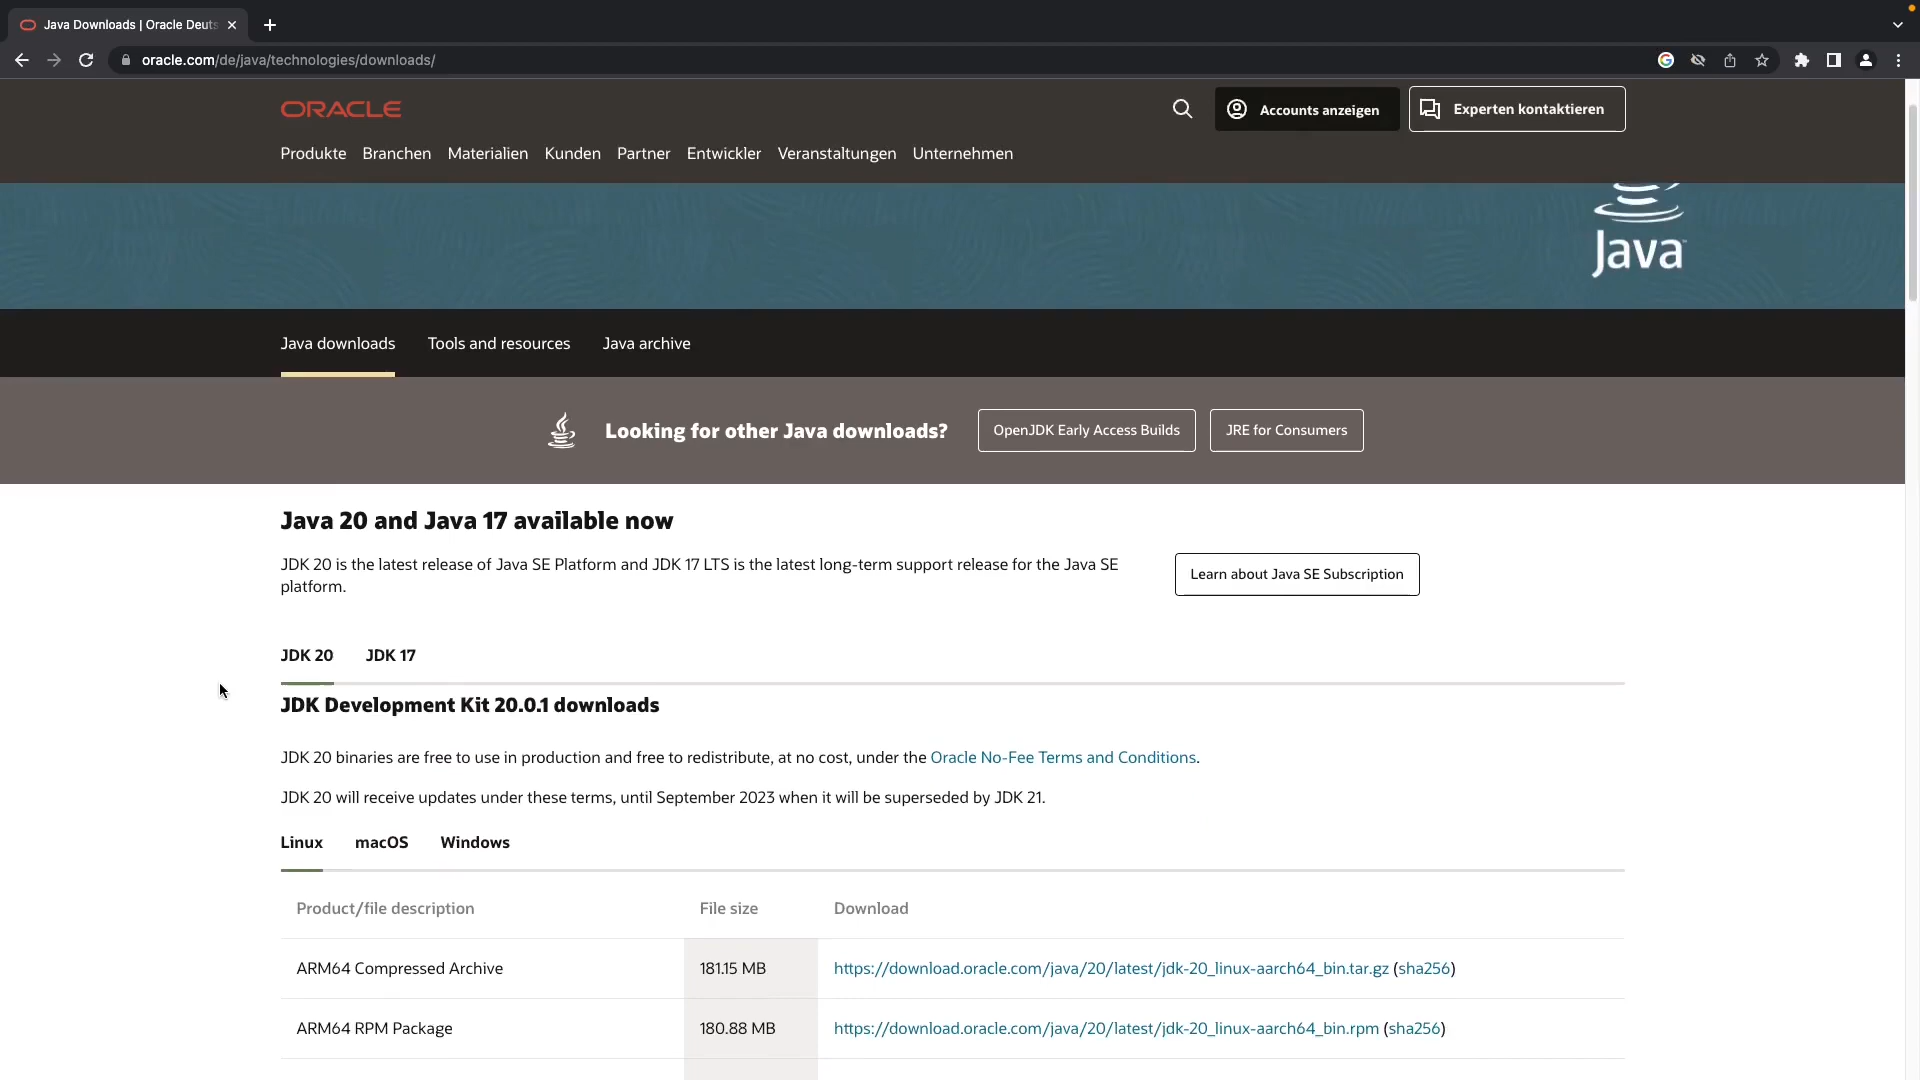 Java Downloads | Oracle Deuts
oracle.com/de/java/technologies/downloads/
ORACLE
Accounts anzeigen
Experten kontaktieren
Produkte Branchen Materialien Kunden Partner Entwickler Veranstaltungen Unternehmen
Java
Java downloads Tools and resources Java archive
Looking for other Java downloads? OpenJDK Early Access Builds JRE for Consumers
Java 20 and Java 17 available now
JDK 20 is the latest release of Java SE Platform and JDK 17 LTS is the latest long-term support release for the Java SE
platform.
Learn about Java SE Subscription
JDK 20 JDK 17
JDK Development Kit 20.0.1 downloads
JDK 20 binaries are free to use in production and free to redistribute, at no cost, under the Oracle No-Fee Terms and Conditions.
JDK 20 will receive updates under these terms, until September 2023 when it will be superseded by JDK 21.
Linux macOS Windows
Product/file description File size Download
ARM64 Compressed Archive 181.15 MB https://download.oracle.com/java/20/latest/jdk-20_linux-aarch64_bin.tar.gz (sha256)
ARM64 RPM Package 180.88 MB https://download.oracle.com/java/20/latest/jdk-20_linux-aarch64_bin.rpm (sha256)